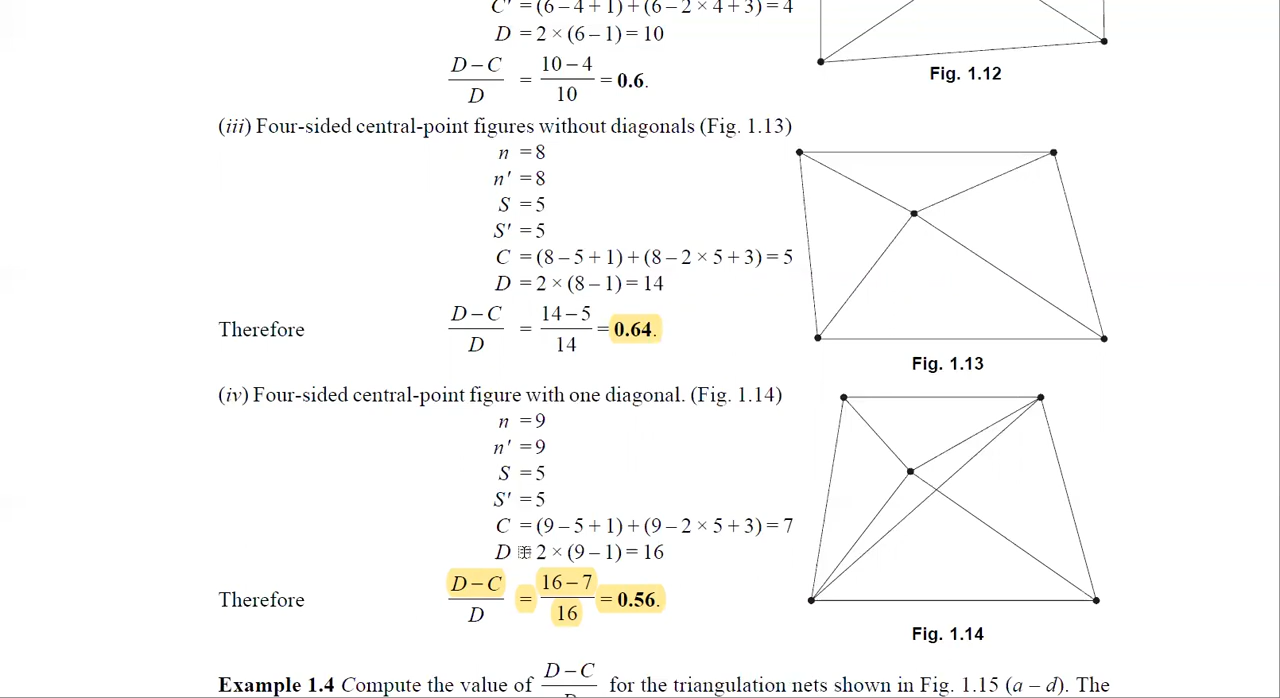 C' = (6 – 4 + 1) + (6 – 2 × 4 + 3) = 4
D = 2 × (6 – 1) = 10
D – C / D = 10 – 4 / 10 = 0.6.
Fig. 1.12
(iii) Four-sided central-point figures without diagonals (Fig. 1.13)
n = 8
n' = 8
S = 5
S' = 5
C = (8 – 5 + 1) + (8 – 2 × 5 + 3) = 5
D = 2 × (8 – 1) = 14
Therefore D – C / D = 14 – 5 / 14 = 0.64.
Fig. 1.13
(iv) Four-sided central-point figure with one diagonal. (Fig. 1.14)
n = 9
n' = 9
S = 5
S' = 5
C = (9 – 5 + 1) + (9 – 2 × 5 + 3) = 7
D = 2 × (9 – 1) = 16
Therefore D – C / D = 16 – 7 / 16 = 0.56.
Fig. 1.14
Example 1.4 Compute the value of D – C / D for the triangulation nets shown in Fig. 1.15 (a – d). The